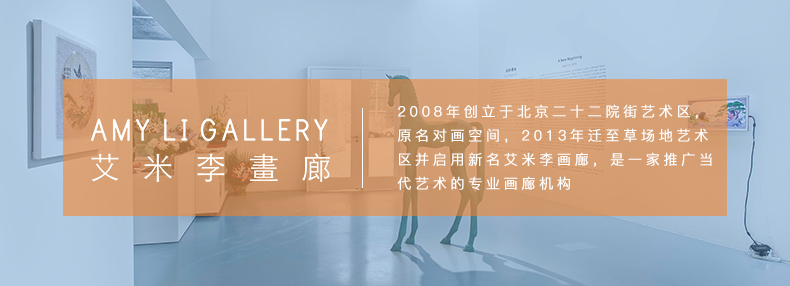 AMY LI GALLERY
艾米李畫廊
2008年创立于北京二十二院街艺术区，
原名对画空间，2013年迁至草场地艺术
区并启用新名艾米李画廊，是一家推广当
代艺术的专业画廊机构
A New Beginning